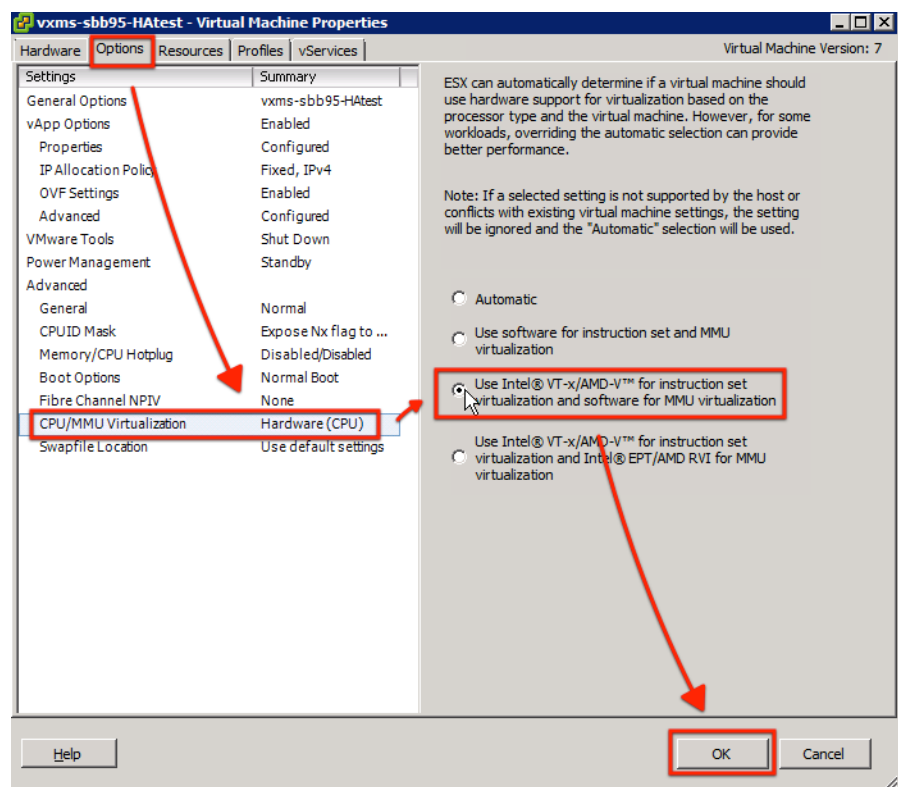 vxms-sbb95-HAtest - Virtual Machine Properties
Hardware Options Resources Profiles vServices Virtual Machine Version: 7
Settings Summary
General Options vxms-sbb95-HAtest
vApp Options Enabled
Properties Configured
IP Allocation Policy Fixed, IPv4
OVF Settings Enabled
Advanced Configured
VMware Tools Shut Down
Power Management Standby
Advanced
General Normal
CPUID Mask Expose Nx flag to ...
Memory/CPU Hotplug Disabled/Disabled
Boot Options Normal Boot
Fibre Channel NPIV None
CPU/MMU Virtualization Hardware (CPU)
Swapfile Location Use default settings
ESX can automatically determine if a virtual machine should
use hardware support for virtualization based on the
processor type and the virtual machine. However, for some
workloads, overriding the automatic selection can provide
better performance.
Note: If a selected setting is not supported by the host or
conflicts with existing virtual machine settings, the setting
will be ignored and the "Automatic" selection will be used.
Automatic
Use software for instruction set and MMU
virtualization
Use Intel® VT-x/AMD-V™ for instruction set
virtualization and software for MMU virtualization
Use Intel® VT-x/AMD-V™ for instruction set
virtualization and Intel® EPT/AMD RVI for MMU
virtualization
Help OK Cancel